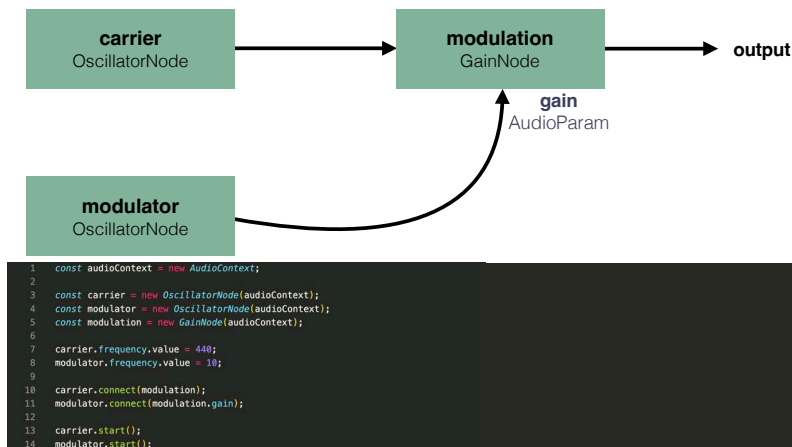 carrier
OscillatorNode
modulation
GainNode
output
gain
AudioParam
modulator
OscillatorNode
1 const audioContext = new AudioContext;
2
3 const carrier = new OscillatorNode(audioContext);
4 const modulator = new OscillatorNode(audioContext);
5 const modulation = new GainNode(audioContext);
6
7 carrier.frequency.value = 440;
8 modulator.frequency.value = 10;
9
10 carrier.connect(modulation);
11 modulator.connect(modulation.gain);
12
13 carrier.start();
14 modulator.start();